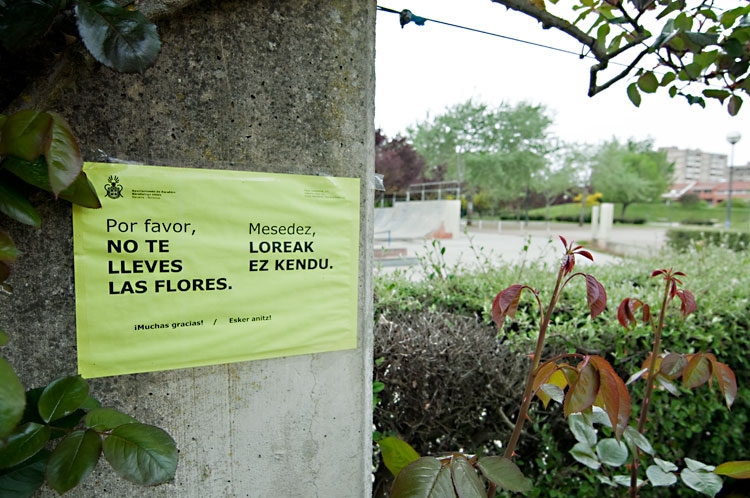 Por favor,
NO TE
LLEVES
LAS FLORES.
Mesedez,
LOREAK
EZ KENDU.
¡Muchas gracias! / Esker anitz!